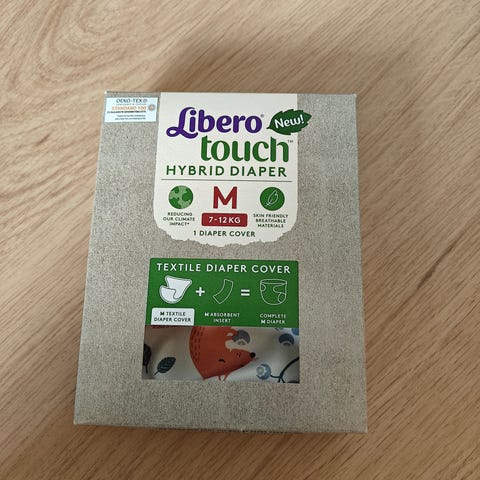 OEKO-TEX®
STANDARD 100
Libero®
New!
touch™
HYBRID DIAPER
M
7-12 KG
REDUCING
OUR CLIMATE
IMPACT*
SKIN FRIENDLY
BREATHABLE
MATERIALS
1 DIAPER COVER
TEXTILE DIAPER COVER
+
=
M TEXTILE
DIAPER COVER
M ABSORBENT
INSERT
COMPLETE
M DIAPER